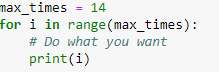 max_times = 14
for i in range(max_times):
    # Do what you want
    print(i)